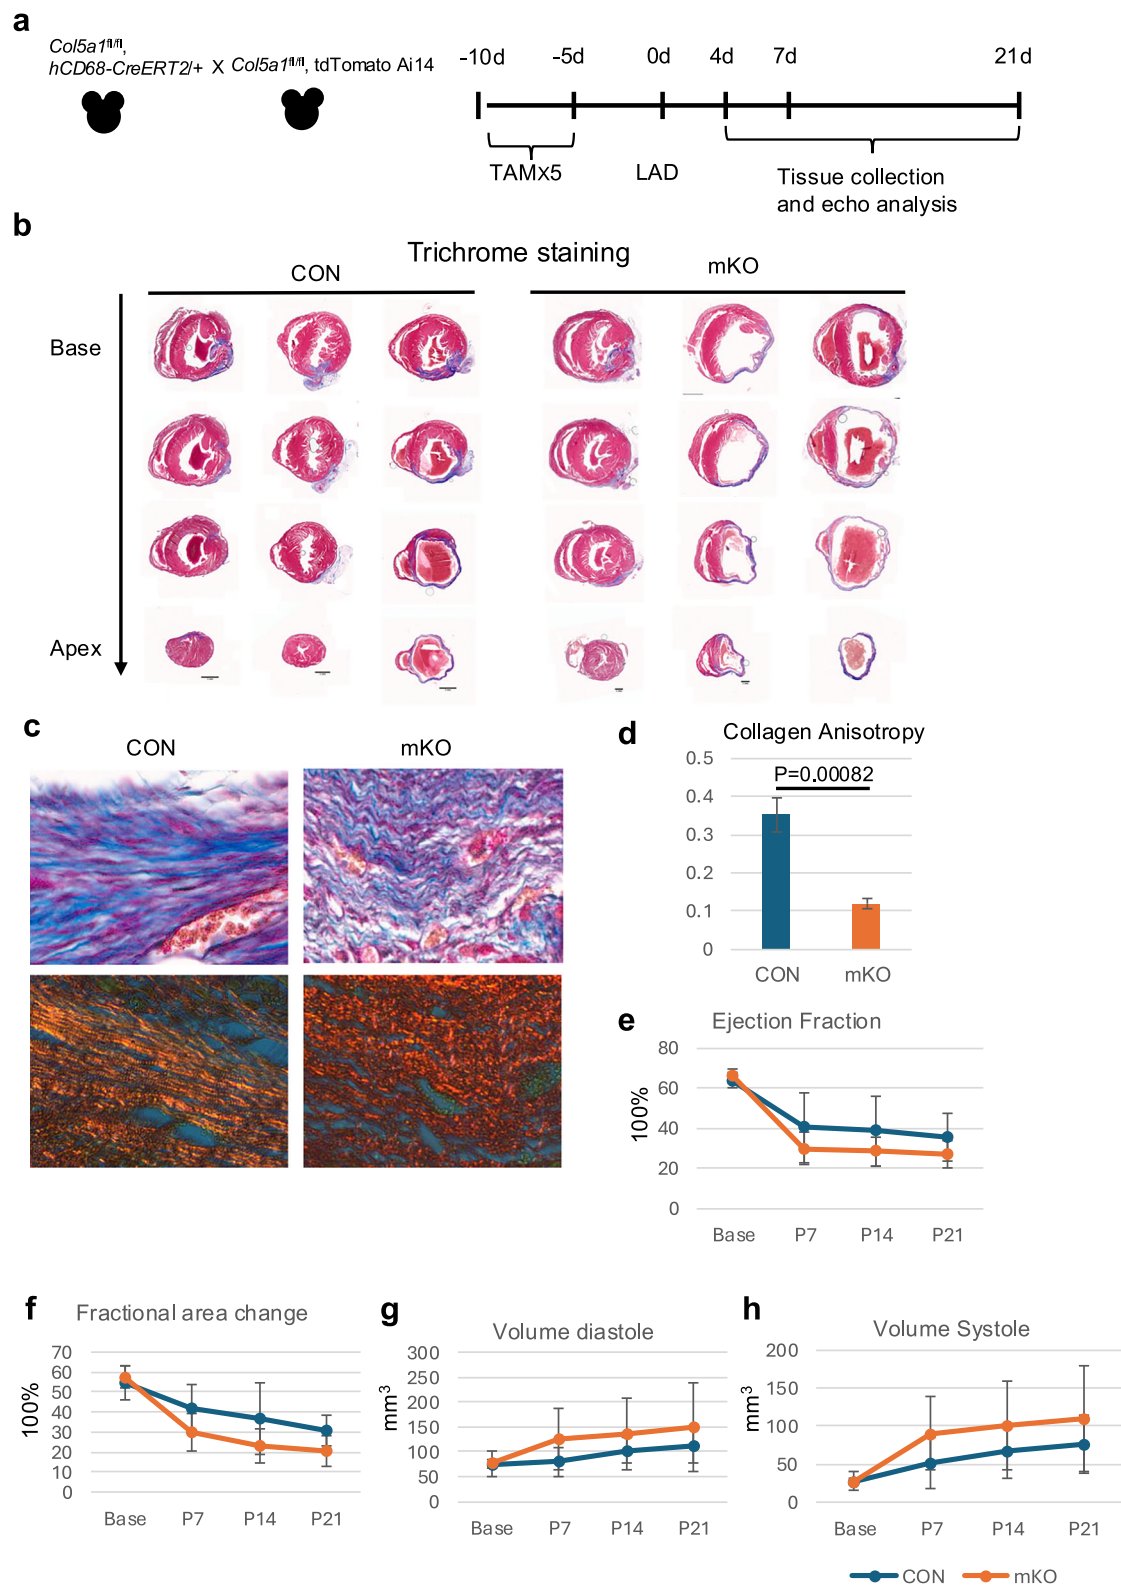 a
Col5a1fl/fl,
hCD68-CreERT2/+ X Col5a1fl/fl, tdTomato Ai14
-10d -5d 0d 4d 7d 21d
TAMx5 LAD Tissue collection
and echo analysis
b
Trichrome staining
CON mKO
Base
Apex
c
CON mKO
d
Collagen Anisotropy
P=0.00082
0.5
0.4
0.3
0.2
0.1
0
CON mKO
e
Ejection Fraction
100%
80
60
40
20
0
Base P7 P14 P21
f
Fractional area change
100%
70
60
50
40
30
20
10
0
Base P7 P14 P21
g
Volume diastole
mm3
300
250
200
150
100
50
0
Base P7 P14 P21
h
Volume Systole
mm3
200
150
100
50
0
Base P7 P14 P21
CON mKO